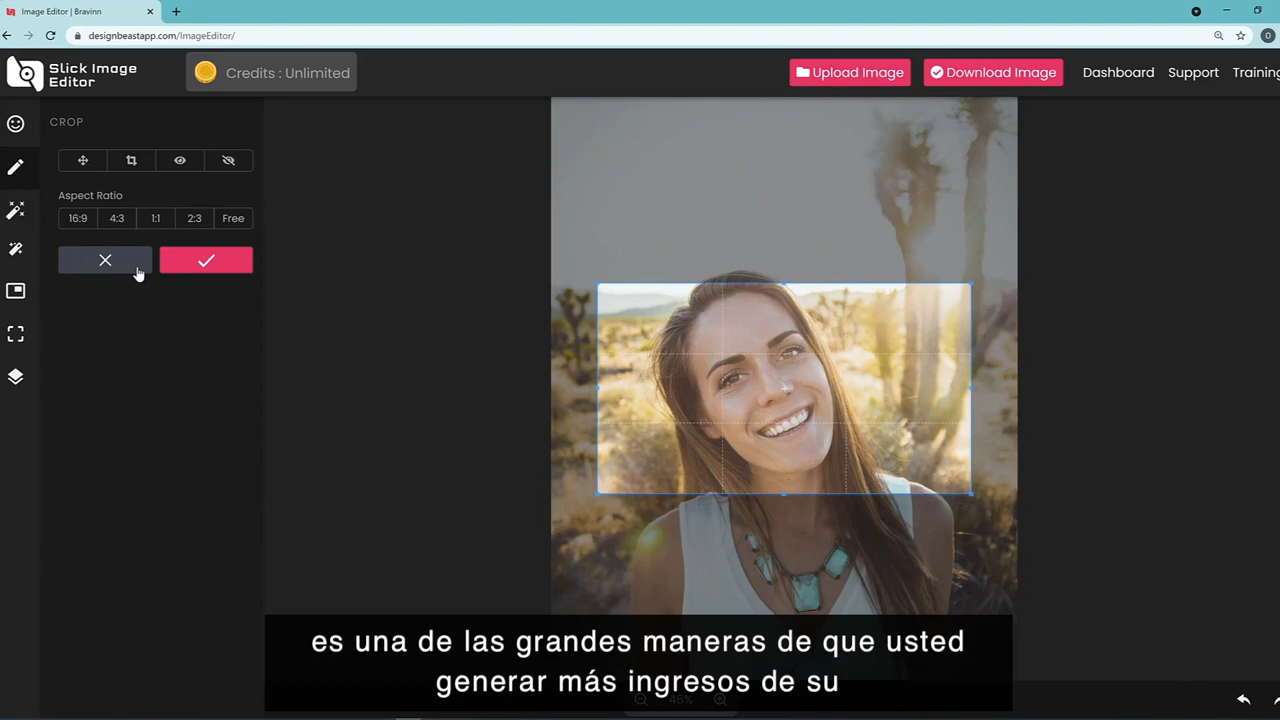 Image Editor | Bravinn
designbeastapp.com/ImageEditor/
Slick Image
Editor
Credits : Unlimited
Upload Image
Download Image
Dashboard
Support
Training
CROP
Aspect Ratio
16:9
4:3
1:1
2:3
Free
es una de las grandes maneras de que usted
generar más ingresos de su
46%